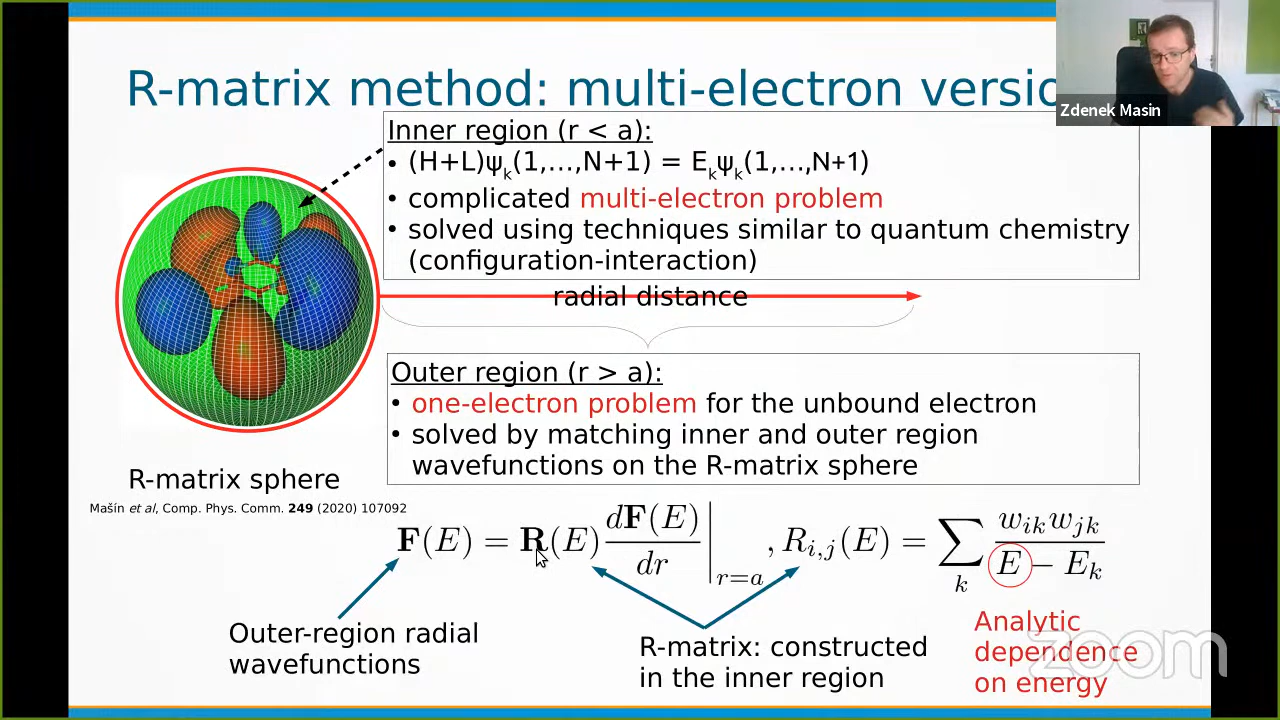 R-matrix method: multi-electron versio
Zdenek Masin
Inner region (r < a):
• (H+L)ψk(1,...,N+1) = Ekψk(1,...,N+1)
• complicated multi-electron problem
• solved using techniques similar to quantum chemistry
(configuration-interaction)
radial distance
Outer region (r > a):
• one-electron problem for the unbound electron
• solved by matching inner and outer region
wavefunctions on the R-matrix sphere
R-matrix sphere
Mašín et al, Comp. Phys. Comm. 249 (2020) 107092
F(E) = R(E) dF(E)/dr |r=a , Ri,j(E) = ∑k wik wjk / (E − Ek)
Outer-region radial
wavefunctions
R-matrix: constructed
in the inner region
Analytic
dependence
on energy
zoom